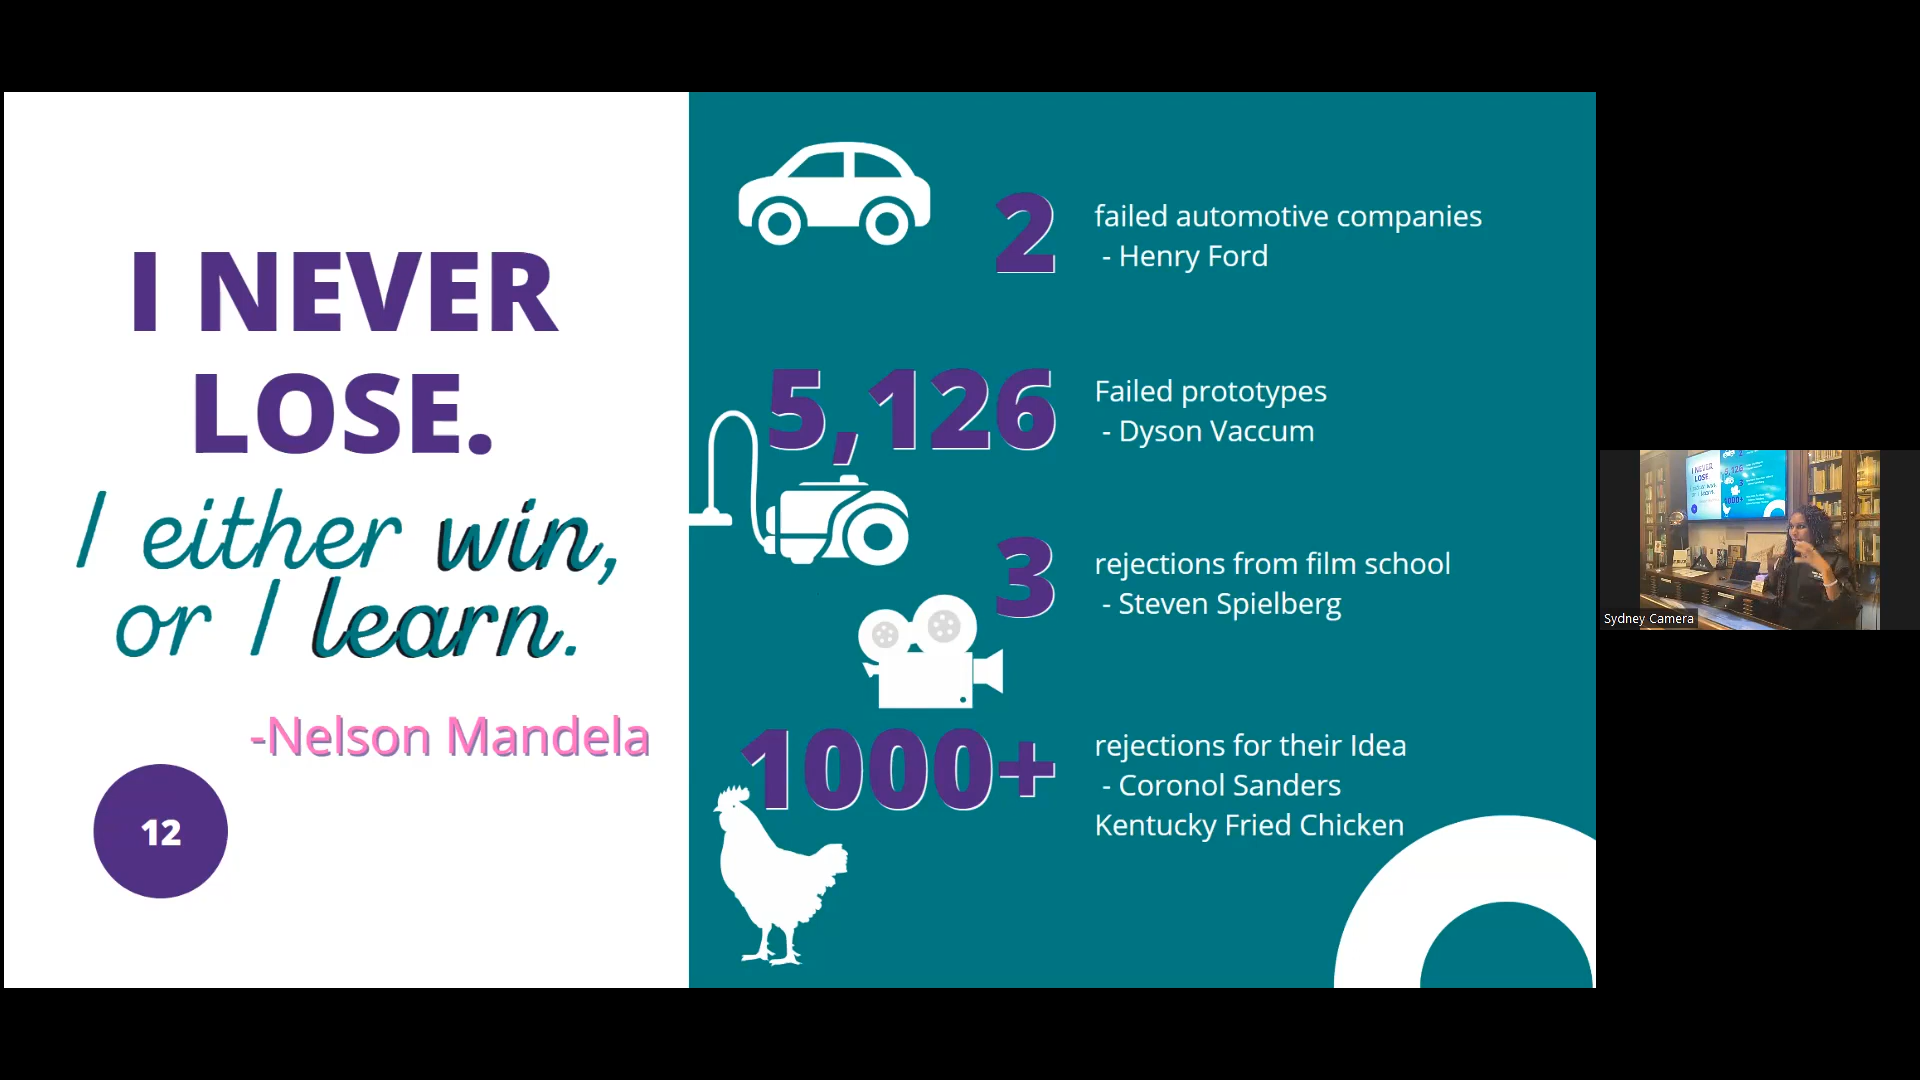 I NEVER
LOSE.
I either win,
or I learn.
-Nelson Mandela
12
2
failed automotive companies
- Henry Ford
5,126
Failed prototypes
- Dyson Vaccum
3
rejections from film school
- Steven Spielberg
1000+
rejections for their Idea
- Coronol Sanders
Kentucky Fried Chicken
I NEVER
LOSE.
Sydney Camera